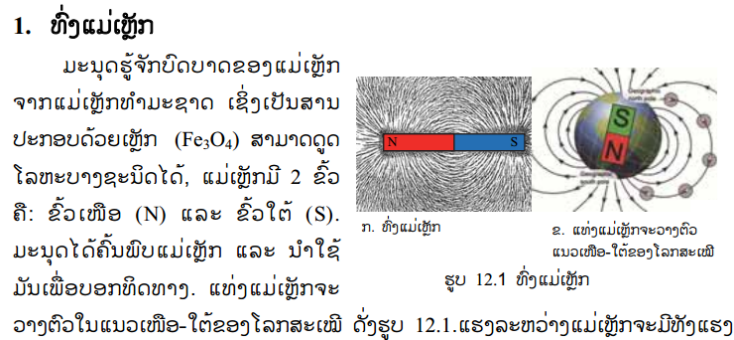 1. ທົ່ງແມ່ເຫຼັກ
ມະນຸດຮູ້ຈັກບົດບາດຂອງແມ່ເຫຼັກ
ຈາກແມ່ເຫຼັກທຳມະຊາດ ເຊິ່ງເປັນສານ
ປະກອບດ້ວຍເຫຼັກ (Fe₃O₄) ສາມາດດູດ
ໂລຫະບາງຊະນິດໄດ້, ແມ່ເຫຼັກມີ 2 ຂົ້ວ
ຄື: ຂົ້ວເໜືອ (N) ແລະ ຂົ້ວໃຕ້ (S).
ມະນຸດໄດ້ຄົ້ນພົບແມ່ເຫຼັກ ແລະ ນຳໃຊ້
ມັນເພື່ອບອກທິດທາງ. ແທ່ງແມ່ເຫຼັກຈະ
ວາງຕົວໃນແນວເໜືອ-ໃຕ້ຂອງໂລກສະເໝີ ດັ່ງຮູບ 12.1.ແຮງລະຫວ່າງແມ່ເຫຼັກຈະມີທັງແຮງ
N S
ກ. ທົ່ງແມ່ເຫຼັກ
Geographic
north pole
S
N
Geographic
south pole
ຂ. ແທ່ງແມ່ເຫຼັກຈະວາງຕົວ
ແນວເໜືອ-ໃຕ້ຂອງໂລກສະເໝີ
ຮູບ 12.1 ທົ່ງແມ່ເຫຼັກ